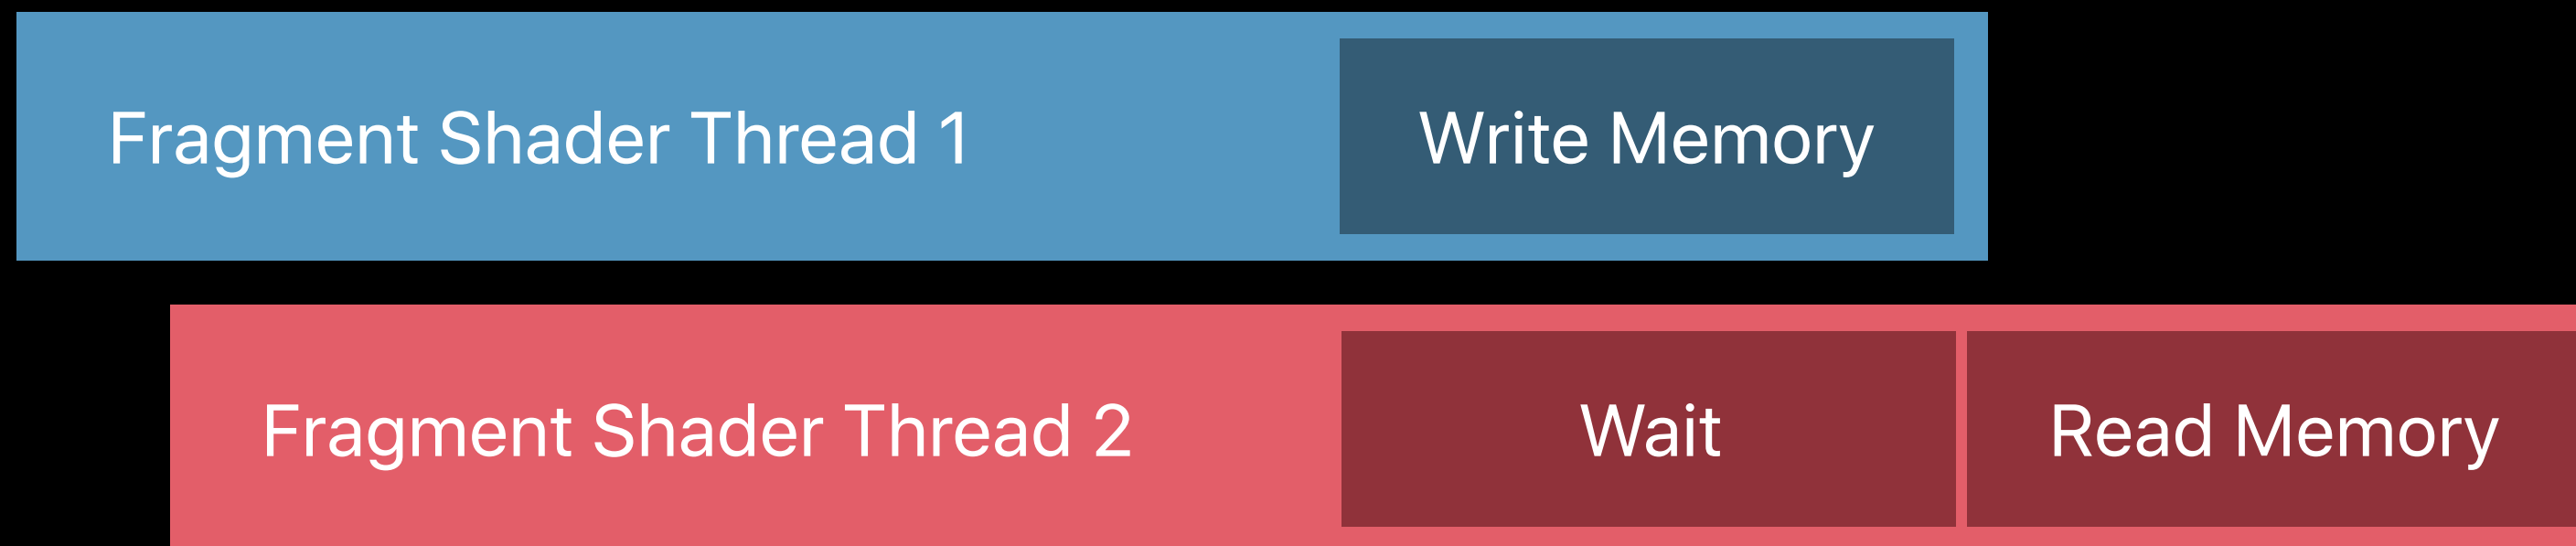 Fragment Shader Thread 1
Write Memory
Fragment Shader Thread 2
Wait
Read Memory